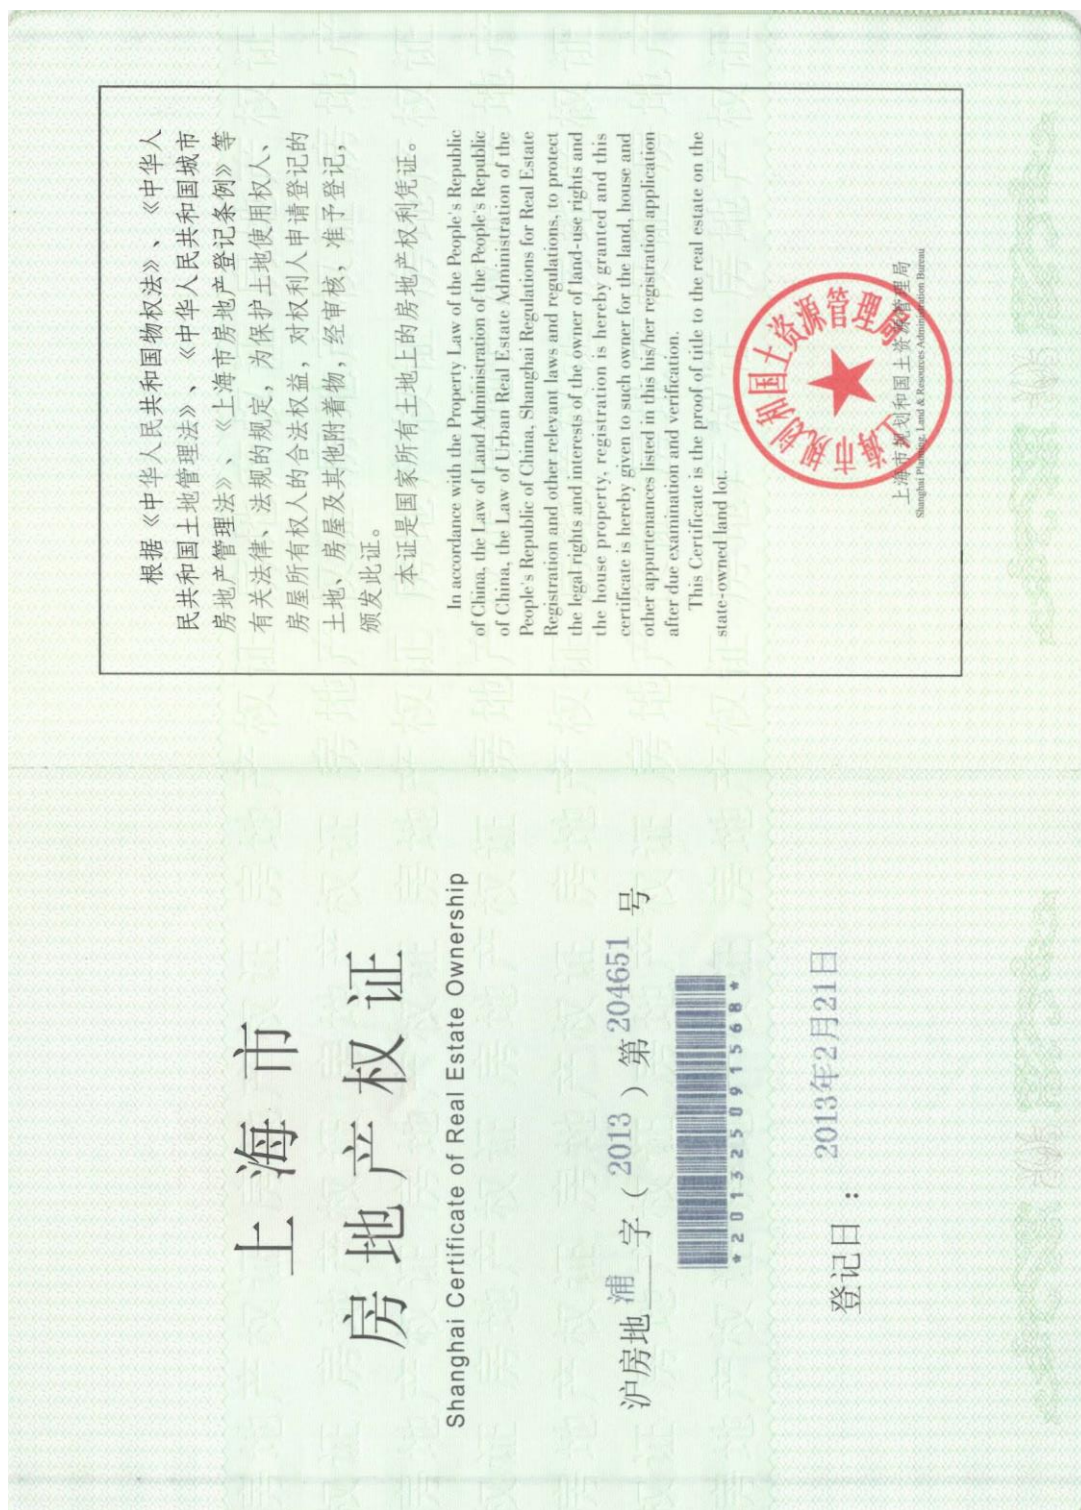 上海市
房地产权证
Shanghai Certificate of Real Estate Ownership
沪房地浦字（2013）第204651号
*201325091568*
登记日：2013年2月21日
根据《中华人民共和国物权法》、《中华人
民共和国土地管理法》、《中华人民共和国城市
房地产管理法》、《上海市房地产登记条例》等
有关法律、法规的规定，为保护土地使用权人、
房屋所有权人的合法权益，对权利人申请登记的
土地、房屋及其他附着物，经审核，准予登记，
颁发此证。
本证是国家所有土地上的房地产权利凭证。
In accordance with the Property Law of the People's Republic
of China, the Law of Land Administration of the People's Republic
of China, the Law of Urban Real Estate Administration of the
People's Republic of China, Shanghai Regulations for Real Estate
Registration and other relevant laws and regulations, to protect
the legal rights and interests of the owner of land-use rights and
the house property, registration is hereby granted and this
certificate is hereby given to such owner for the land, house and
other appurtenances listed in this his/her registration application
after due examination and verification.
This Certificate is the proof of title to the real estate on the
state-owned land lot.
上海市规划和国土资源管理局
上海市规划和国土资源管理局
Shanghai Planning, Land & Resources Administration Bureau